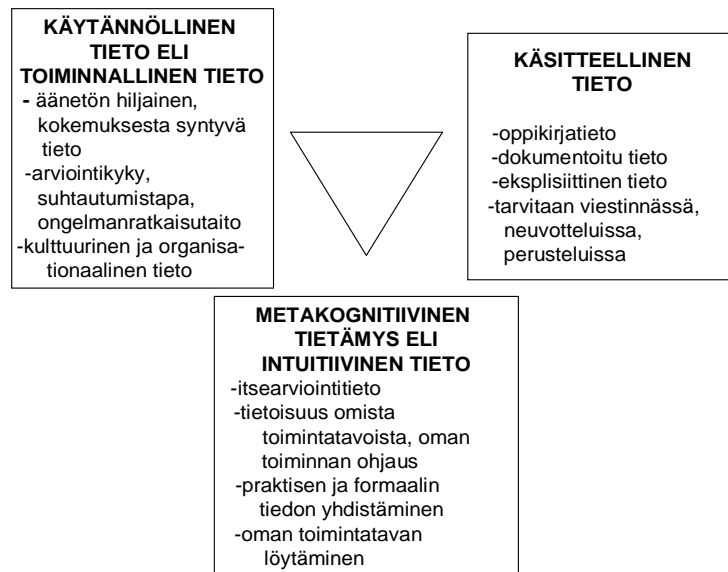 KÄYTÄNNÖLLINEN
TIETO ELI
TOIMINNALLINEN TIETO
- äänetön hiljainen,
kokemuksesta syntyvä
tieto
-arviointikyky,
suhtautumistapa,
ongelmanratkaisutaito
-kulttuurinen ja organisa-
tionaalinen tieto
KÄSITTEELLINEN
TIETO
-oppikirjatieto
-dokumentoitu tieto
-eksplisiittinen tieto
-tarvitaan viestinnässä,
neuvotteluissa,
perusteluissa
METAKOGNITIIVINEN
TIETÄMYS ELI
INTUITIIVINEN TIETO
-itsearviointitieto
-tietoisuus omista
toimintatavoista, oman
toiminnan ohjaus
-praktisen ja formaalin
tiedon yhdistäminen
-oman toimintatavan
löytäminen